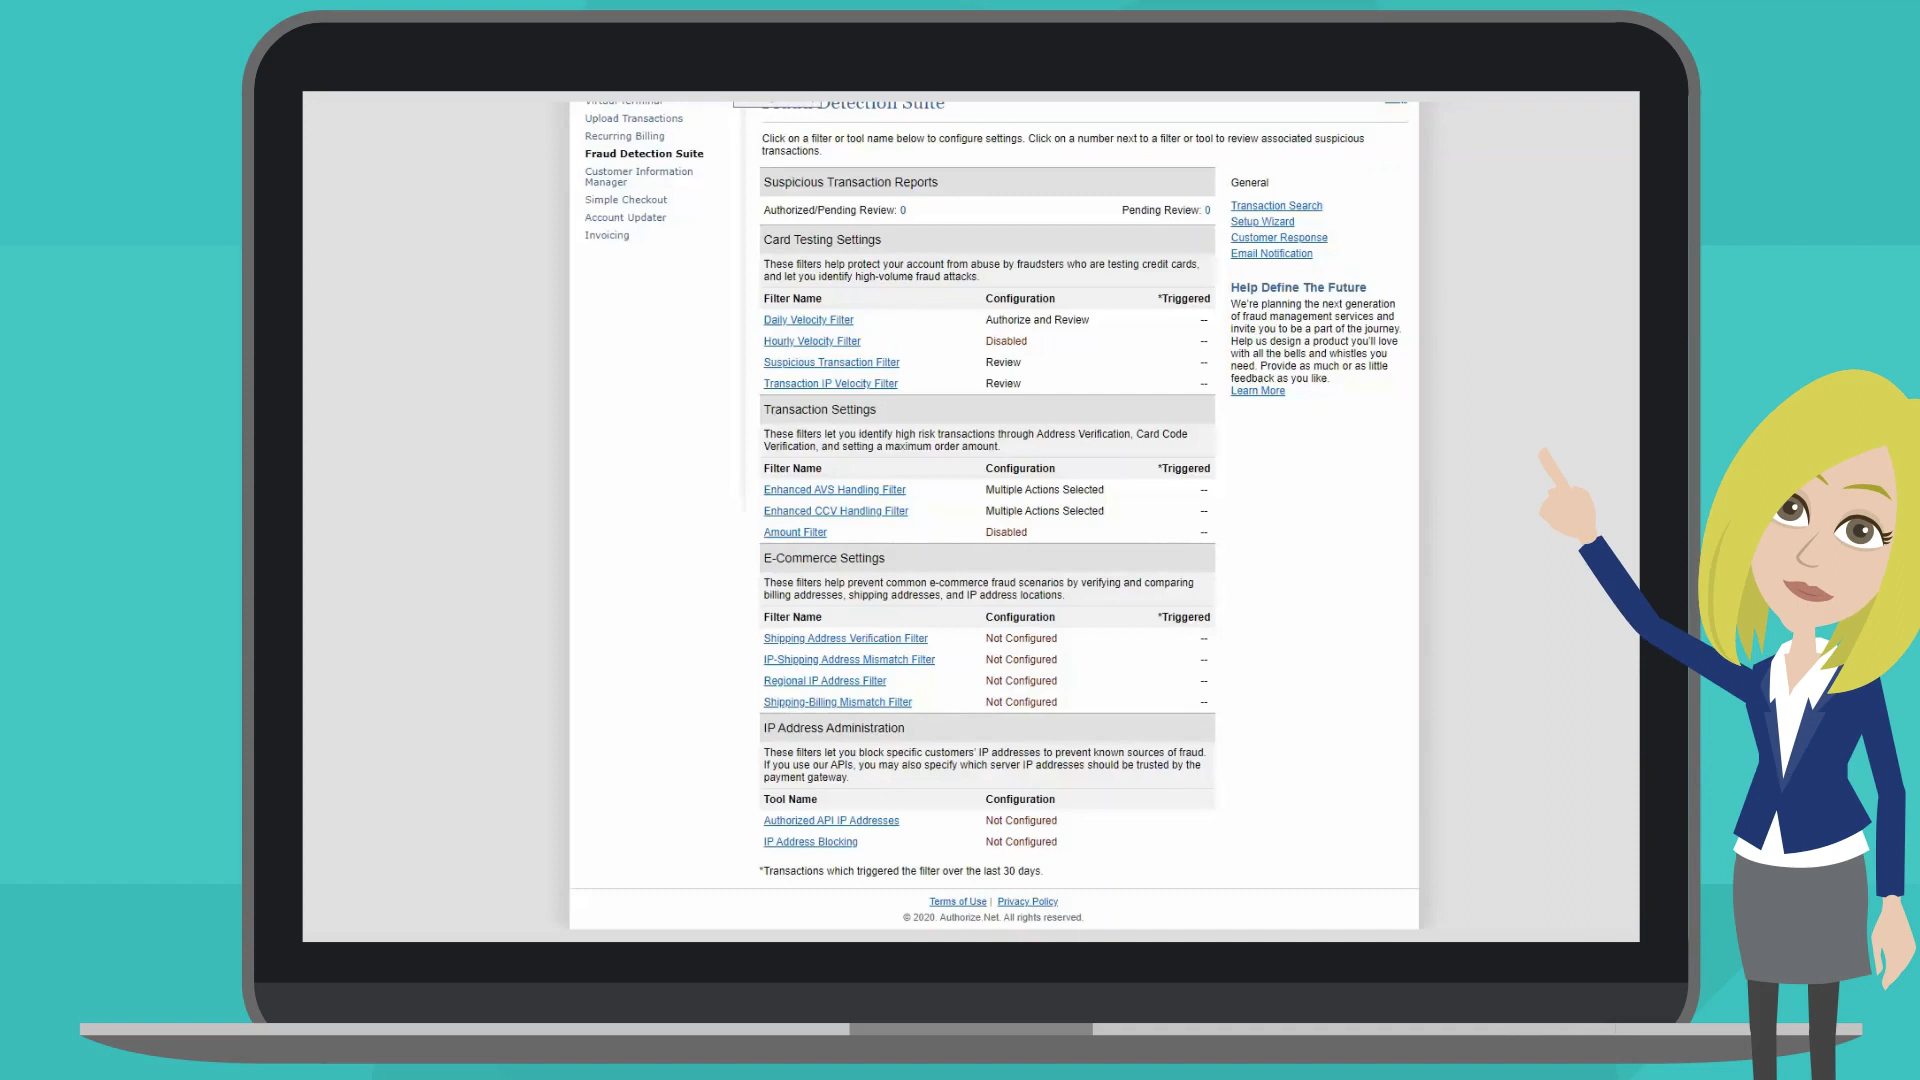 Upload Transactions
Recurring Billing
Fraud Detection Suite
Customer Information
Manager
Simple Checkout
Account Updater
Invoicing
Detection Suite
Click on a filter or tool name below to configure settings. Click on a number next to a filter or tool to review associated suspicious
transactions.
Suspicious Transaction Reports
Authorized/Pending Review: 0 Pending Review: 0
Card Testing Settings
These filters help protect your account from abuse by fraudsters who are testing credit cards,
and let you identify high-volume fraud attacks.
Filter Name Configuration *Triggered
Daily Velocity Filter Authorize and Review --
Hourly Velocity Filter Disabled --
Suspicious Transaction Filter Review --
Transaction IP Velocity Filter Review --
Transaction Settings
These filters let you identify high risk transactions through Address Verification, Card Code
Verification, and setting a maximum order amount.
Filter Name Configuration *Triggered
Enhanced AVS Handling Filter Multiple Actions Selected --
Enhanced CCV Handling Filter Multiple Actions Selected --
Amount Filter Disabled --
E-Commerce Settings
These filters help prevent common e-commerce fraud scenarios by verifying and comparing
billing addresses, shipping addresses, and IP address locations.
Filter Name Configuration *Triggered
Shipping Address Verification Filter Not Configured --
IP-Shipping Address Mismatch Filter Not Configured --
Regional IP Address Filter Not Configured --
Shipping-Billing Mismatch Filter Not Configured --
IP Address Administration
These filters let you block specific customers' IP addresses to prevent known sources of fraud.
If you use our APIs, you may also specify which server IP addresses should be trusted by the
payment gateway.
Tool Name Configuration
Authorized API IP Addresses Not Configured
IP Address Blocking Not Configured
*Transactions which triggered the filter over the last 30 days.
General
Transaction Search
Setup Wizard
Customer Response
Email Notification
Help Define The Future
We're planning the next generation
of fraud management services and
invite you to be a part of the journey.
Help us design a product you'll love
with all the bells and whistles you
need. Provide as much or as little
feedback as you like.
Learn More
Terms of Use | Privacy Policy
© 2020. Authorize.Net. All rights reserved.